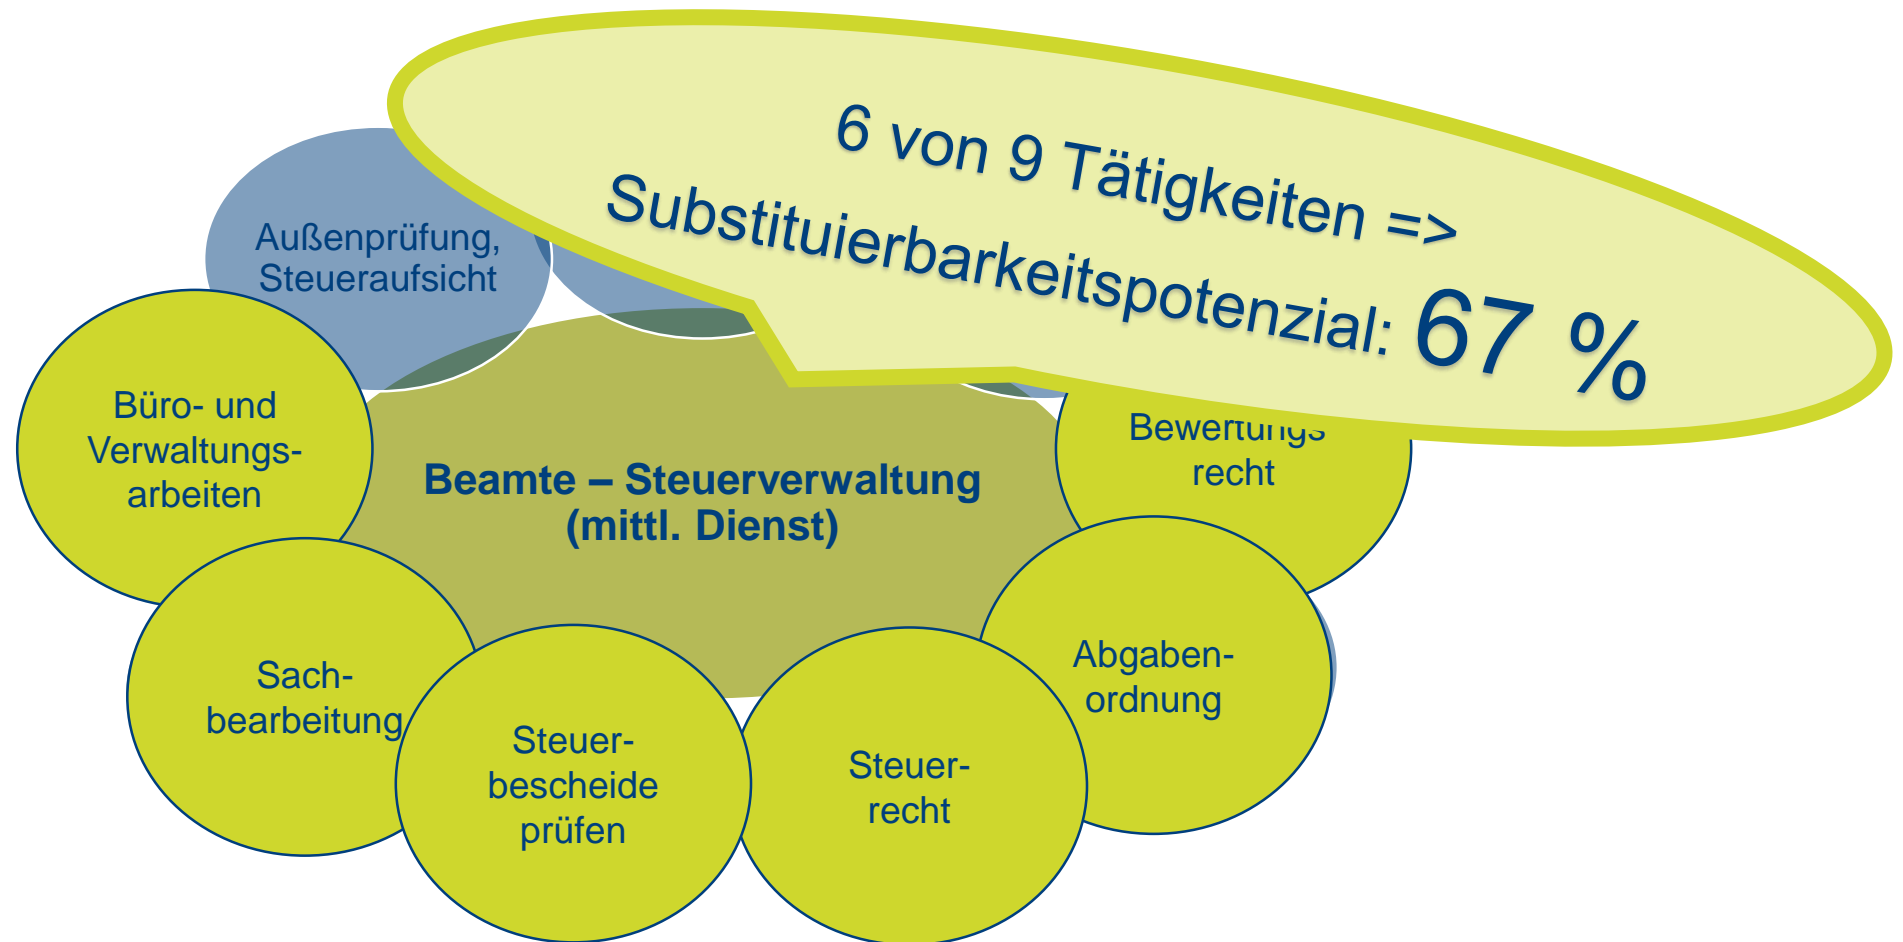 6 von 9 Tätigkeiten =>
Substituierbarkeitspotenzial: 67 %
Außenprüfung,
Steueraufsicht
Büro- und
Verwaltungs-
arbeiten
Beamte – Steuerverwaltung
(mittl. Dienst)
Bewertungs
recht
Sach-
bearbeitung
Steuer-
bescheide
prüfen
Steuer-
recht
Abgaben-
ordnung